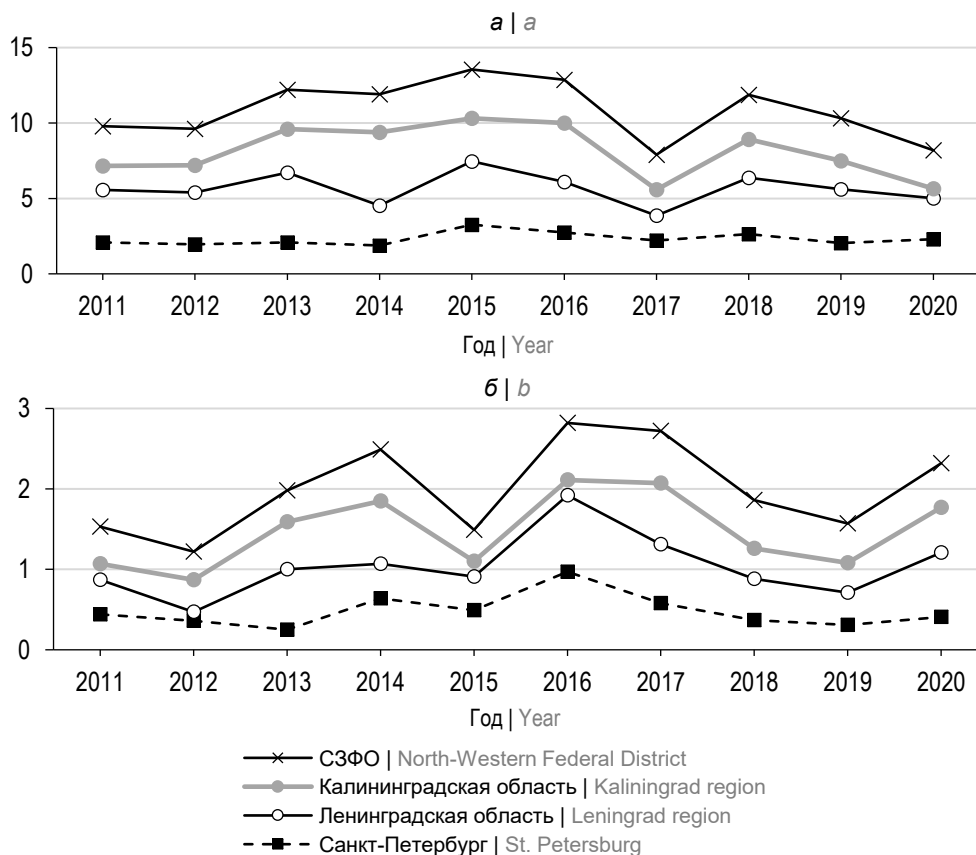 а | a
15
10
5
0
2011 2012 2013 2014 2015 2016 2017 2018 2019 2020
Год | Year
б | b
3
2
1
0
2011 2012 2013 2014 2015 2016 2017 2018 2019 2020
Год | Year
СЗФО | North-Western Federal District
Калининградская область | Kaliningrad region
Ленинградская область | Leningrad region
Санкт-Петербург | St. Petersburg